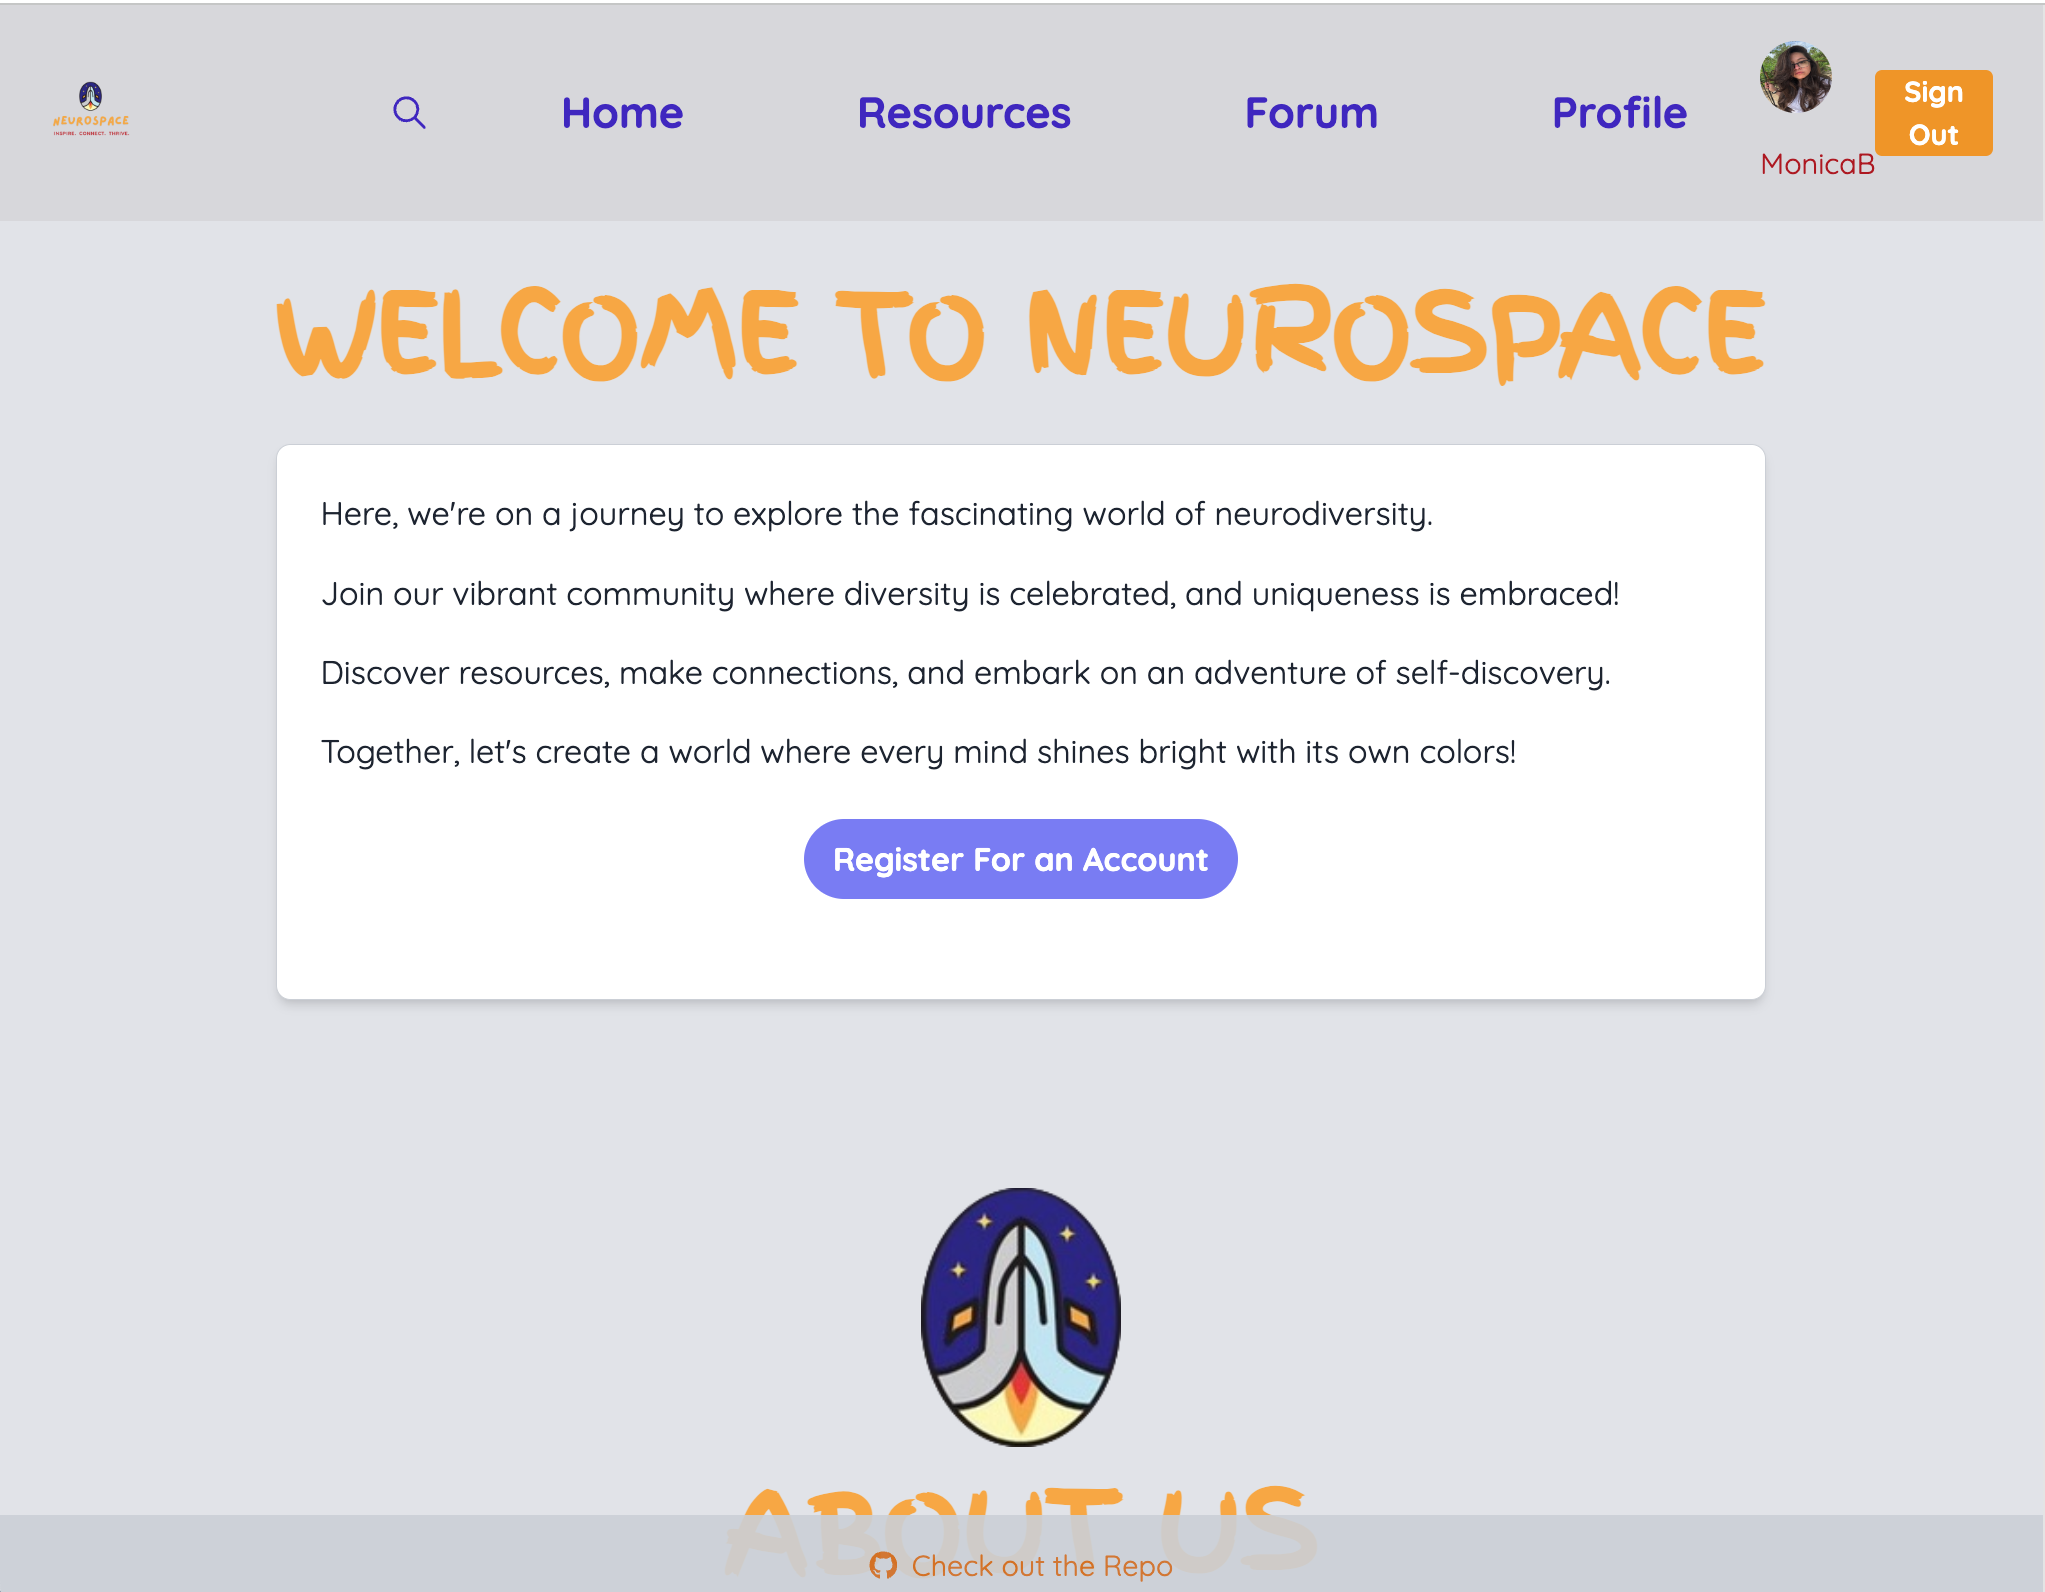 NEUROSPACE
INSPIRE. CONNECT. THRIVE.
Home
Resources
Forum
Profile
MonicaB
Sign
Out
WELCOME TO NEUROSPACE
Here, we're on a journey to explore the fascinating world of neurodiversity.
Join our vibrant community where diversity is celebrated, and uniqueness is embraced!
Discover resources, make connections, and embark on an adventure of self-discovery.
Together, let's create a world where every mind shines bright with its own colors!
Register For an Account
ABOUT US
Check out the Repo